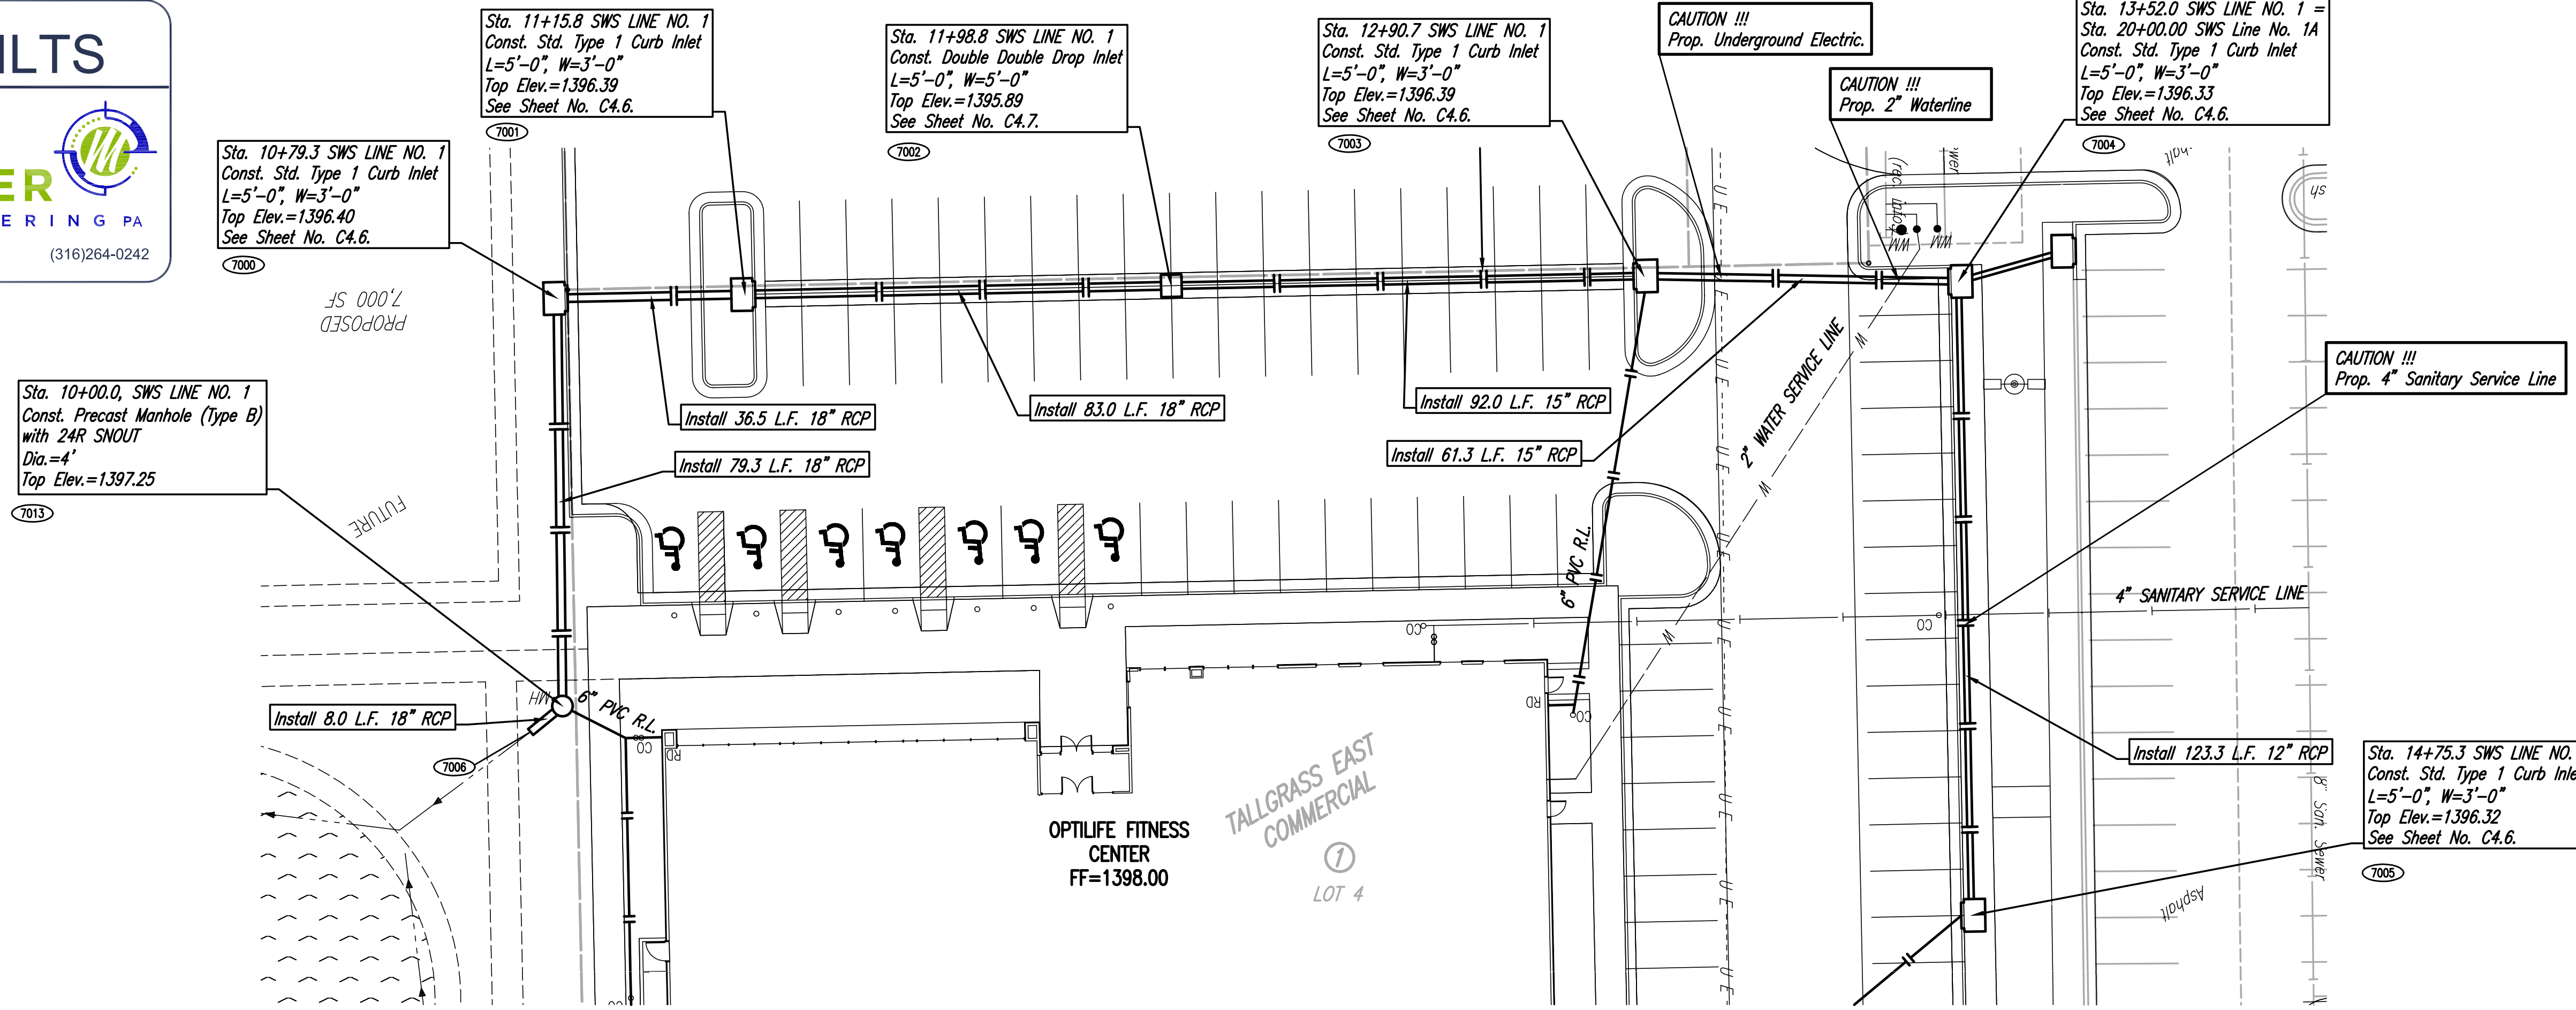 ILTS
ER
ERING PA
(316)264-0242
Sta. 11+15.8 SWS LINE NO. 1
Const. Std. Type 1 Curb Inlet
L=5'-0", W=3'-0"
Top Elev.=1396.39
See Sheet No. C4.6.
7001
Sta. 11+98.8 SWS LINE NO. 1
Const. Double Double Drop Inlet
L=5'-0", W=5'-0"
Top Elev.=1395.89
See Sheet No. C4.7.
7002
Sta. 12+90.7 SWS LINE NO. 1
Const. Std. Type 1 Curb Inlet
L=5'-0", W=3'-0"
Top Elev.=1396.39
See Sheet No. C4.6.
7003
CAUTION !!!
Prop. Underground Electric.
CAUTION !!!
Prop. 2" Waterline
Sta. 13+52.0 SWS LINE NO. 1 =
Sta. 20+00.00 SWS Line No. 1A
Const. Std. Type 1 Curb Inlet
L=5'-0", W=3'-0"
Top Elev.=1396.33
See Sheet No. C4.6.
7004
Sta. 10+79.3 SWS LINE NO. 1
Const. Std. Type 1 Curb Inlet
L=5'-0", W=3'-0"
Top Elev.=1396.40
See Sheet No. C4.6.
7000
PROPOSED
7,000 SF
(rec. info)
wer
WM
WM
sh
CAUTION !!!
Prop. 4" Sanitary Service Line
Sta. 10+00.0, SWS LINE NO. 1
Const. Precast Manhole (Type B)
with 24R SNOUT
Dia.=4'
Top Elev.=1397.25
7013
Install 36.5 L.F. 18" RCP
Install 83.0 L.F. 18" RCP
Install 92.0 L.F. 15" RCP
Install 79.3 L.F. 18" RCP
Install 61.3 L.F. 15" RCP
2" WATER SERVICE LINE
W
W
W
FUTURE
6" PVC R.L.
4" SANITARY SERVICE LINE
CO
CO
MH
6" PVC R.L.
Install 8.0 L.F. 18" RCP
7006
CO
RD
RD
CO
U E
U E
U E
U E
U E
U E
U E
U E
U E
U E
TALLGRASS EAST
COMMERCIAL
1
LOT 4
OPTILIFE FITNESS
CENTER
FF=1398.00
Install 123.3 L.F. 12" RCP
8" San. Sewer
Asphalt
Sta. 14+75.3 SWS LINE NO.
Const. Std. Type 1 Curb Inle
L=5'-0", W=3'-0"
Top Elev.=1396.32
See Sheet No. C4.6.
7005